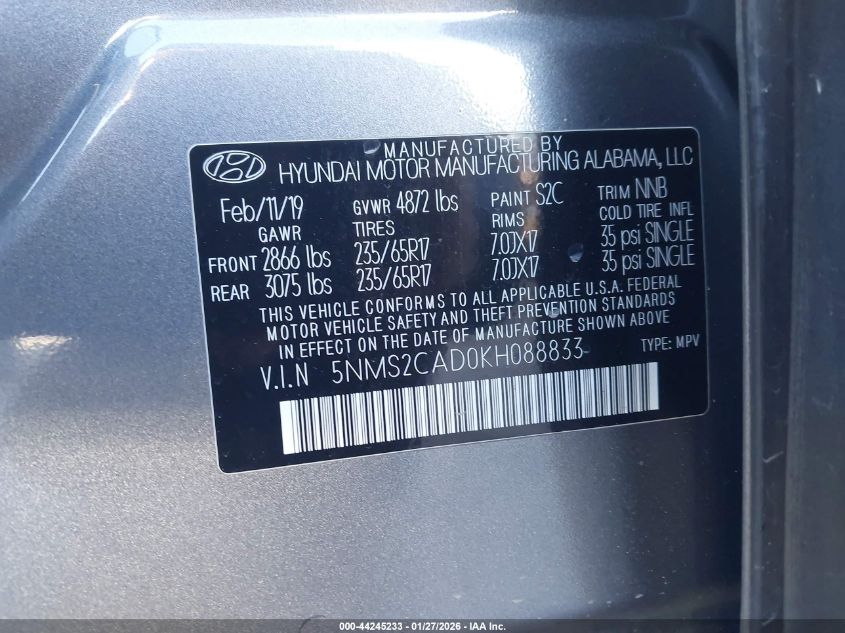 MANUFACTURED BY
HYUNDAI MOTOR MANUFACTURING ALABAMA, LLC
Feb/11/19 GVWR 4872 lbs PAINT S2C TRIM NNB
GAWR TIRES RIMS COLD TIRE INFL
FRONT 2866 lbs 235/65R17 7.0JX17 35 psi SINGLE
REAR 3075 lbs 235/65R17 7.0JX17 35 psi SINGLE
THIS VEHICLE CONFORMS TO ALL APPLICABLE U.S.A. FEDERAL
MOTOR VEHICLE SAFETY AND THEFT PREVENTION STANDARDS
IN EFFECT ON THE DATE OF MANUFACTURE SHOWN ABOVE
V.I.N 5NMS2CAD0KH088833 TYPE: MPV
000-44245233 - 01/27/2026 - IAA Inc.